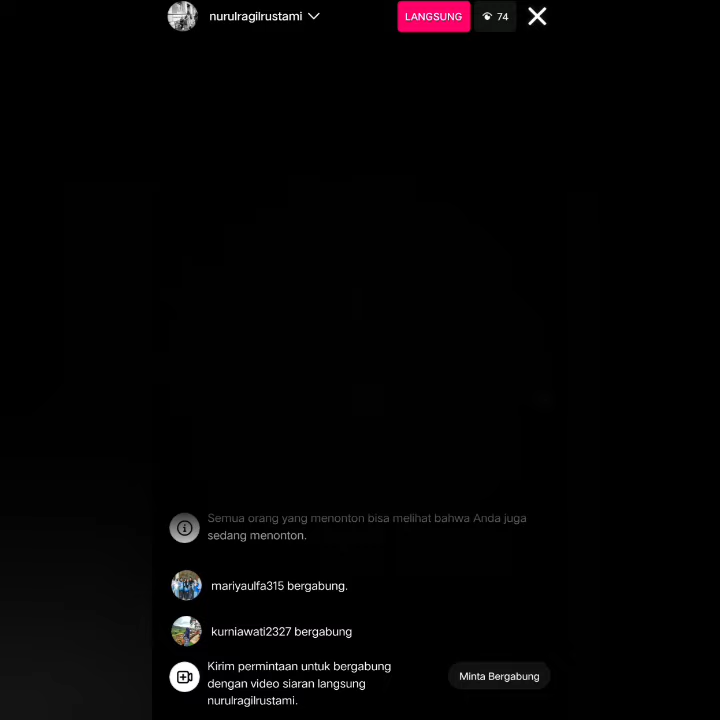 nurulragilrustami
LANGSUNG
74
Semua orang yang menonton bisa melihat bahwa Anda juga
sedang menonton.
mariyaulfa315 bergabung.
kurniawati2327 bergabung
Kirim permintaan untuk bergabung
dengan video siaran langsung
nurulragilrustami.
Minta Bergabung